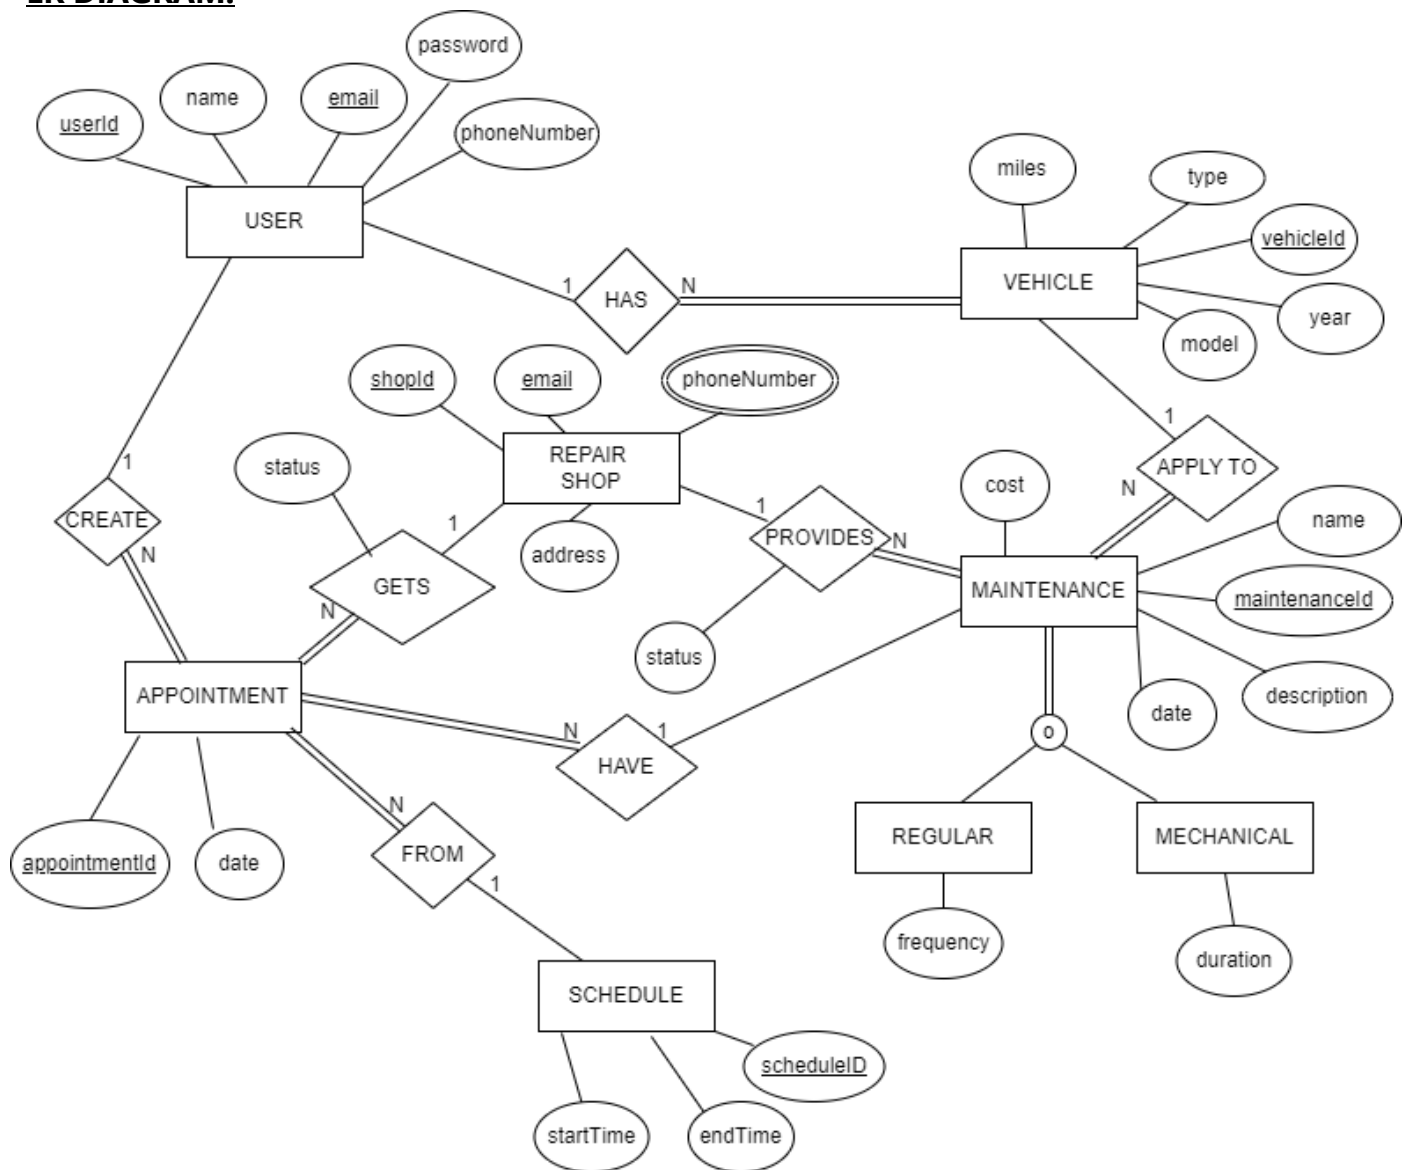 ER DIAGRAM:
password
name
email
userId
phoneNumber
USER
miles
type
vehicleId
VEHICLE
year
model
1
HAS
N
shopId
email
phoneNumber
REPAIR
SHOP
address
status
1
CREATE
N
1
GETS
N
1
PROVIDES
N
status
1
APPLY TO
N
cost
name
MAINTENANCE
maintenanceId
description
date
O
APPOINTMENT
N
HAVE
1
appointmentId
date
N
FROM
1
REGULAR
MECHANICAL
frequency
duration
SCHEDULE
scheduleID
startTime
endTime